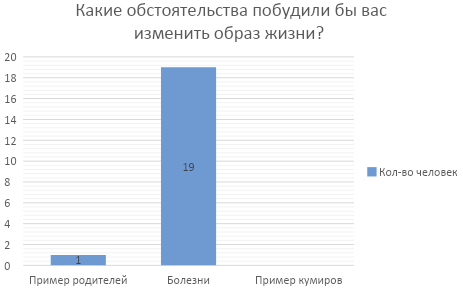 Какие обстоятельства побудили бы вас
изменить образ жизни?
20
18
16
14
12
10
8
6
4
2
0
1
19
Пример родителей
Болезни
Пример кумиров
Кол-во человек